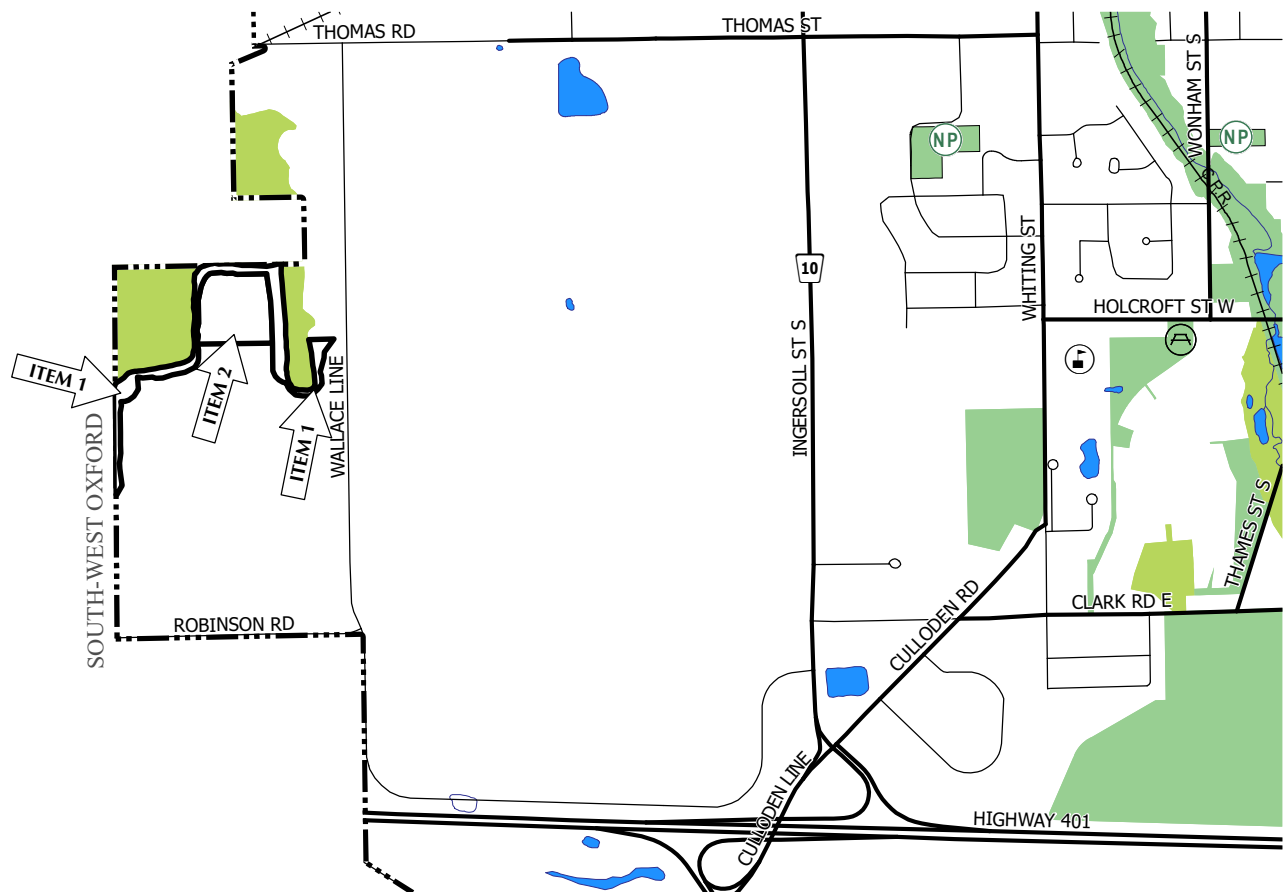 THOMAS RD
THOMAS ST
WONHAM ST S
NP
NP
C.P.R.
WHITING ST
10
HOLCROFT ST W
INGERSOLL ST S
ITEM 1
ITEM 2
ITEM 1
WALLACE LINE
SOUTH-WEST OXFORD
THAMES ST S
CULLODEN RD
CLARK RD E
ROBINSON RD
CULLODEN LINE
HIGHWAY 401